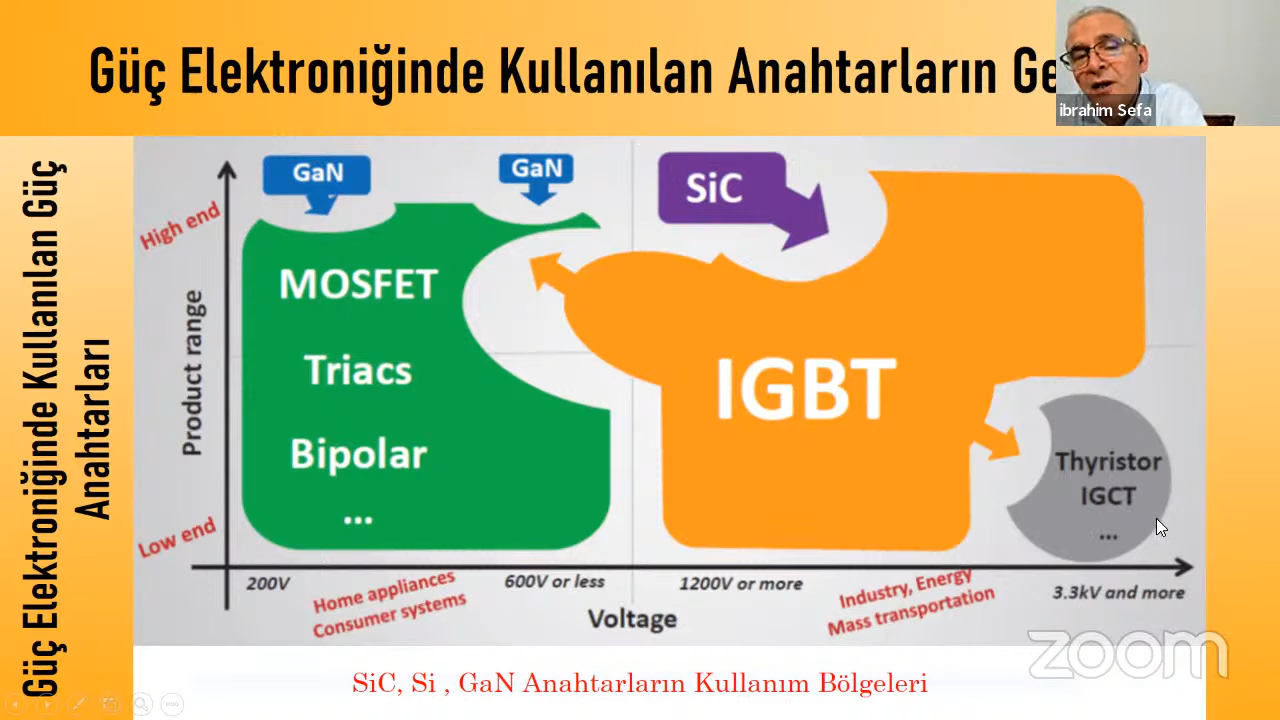 Güç Elektroniğinde Kullanılan Anahtarların Ge
ibrahim Sefa
Güç Elektroniğinde Kullanılan Güç
Anahtarları
GaN
GaN
SiC
High end
MOSFET
Triacs
Bipolar
...
IGBT
Thyristor
IGCT
...
Product range
Low end
200V
600V or less
1200V or more
3.3kV and more
Home appliances
Consumer systems
Voltage
Industry, Energy
Mass transportation
zoom
SiC, Si , GaN Anahtarların Kullanım Bölgeleri